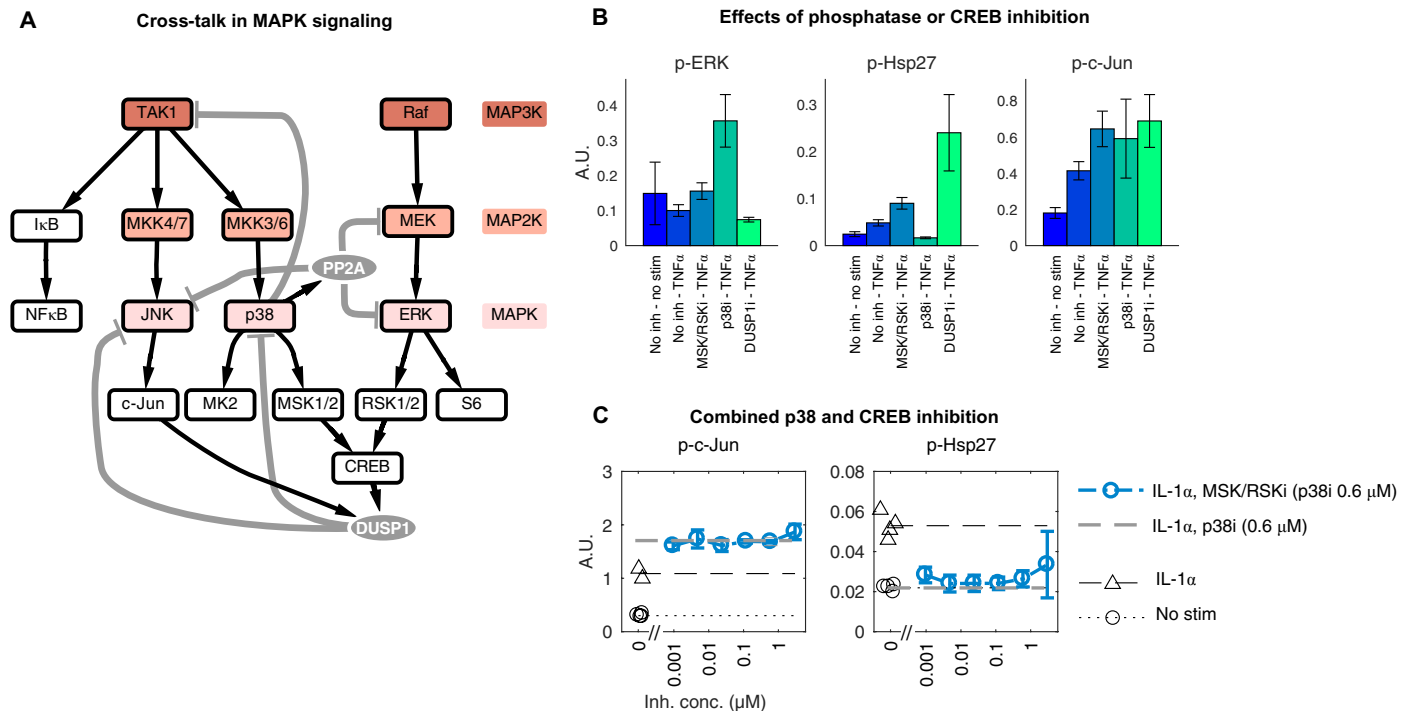 A
Cross-talk in MAPK signaling
TAK1
Raf
MAP3K
IκB
MKK4/7
MKK3/6
MEK
MAP2K
PP2A
NFκB
JNK
p38
ERK
MAPK
c-Jun
MK2
MSK1/2
RSK1/2
S6
CREB
DUSP1
B
Effects of phosphatase or CREB inhibition
p-ERK
A.U.
0.4
0.3
0.2
0.1
0
No inh - no stim
No inh - TNFα
MSK/RSKi - TNFα
p38i - TNFα
DUSP1i - TNFα
p-Hsp27
0.3
0.2
0.1
0
No inh - no stim
No inh - TNFα
MSK/RSKi - TNFα
p38i - TNFα
DUSP1i - TNFα
p-c-Jun
0.8
0.6
0.4
0.2
0
No inh - no stim
No inh - TNFα
MSK/RSKi - TNFα
p38i - TNFα
DUSP1i - TNFα
C
Combined p38 and CREB inhibition
p-c-Jun
A.U.
3
2
1
0
0 // 0.001 0.01 0.1 1
Inh. conc. (μM)
p-Hsp27
0.08
0.06
0.04
0.02
0
0 // 0.001 0.01 0.1 1
IL-1α, MSK/RSKi (p38i 0.6 μM)
IL-1α, p38i (0.6 μM)
IL-1α
No stim